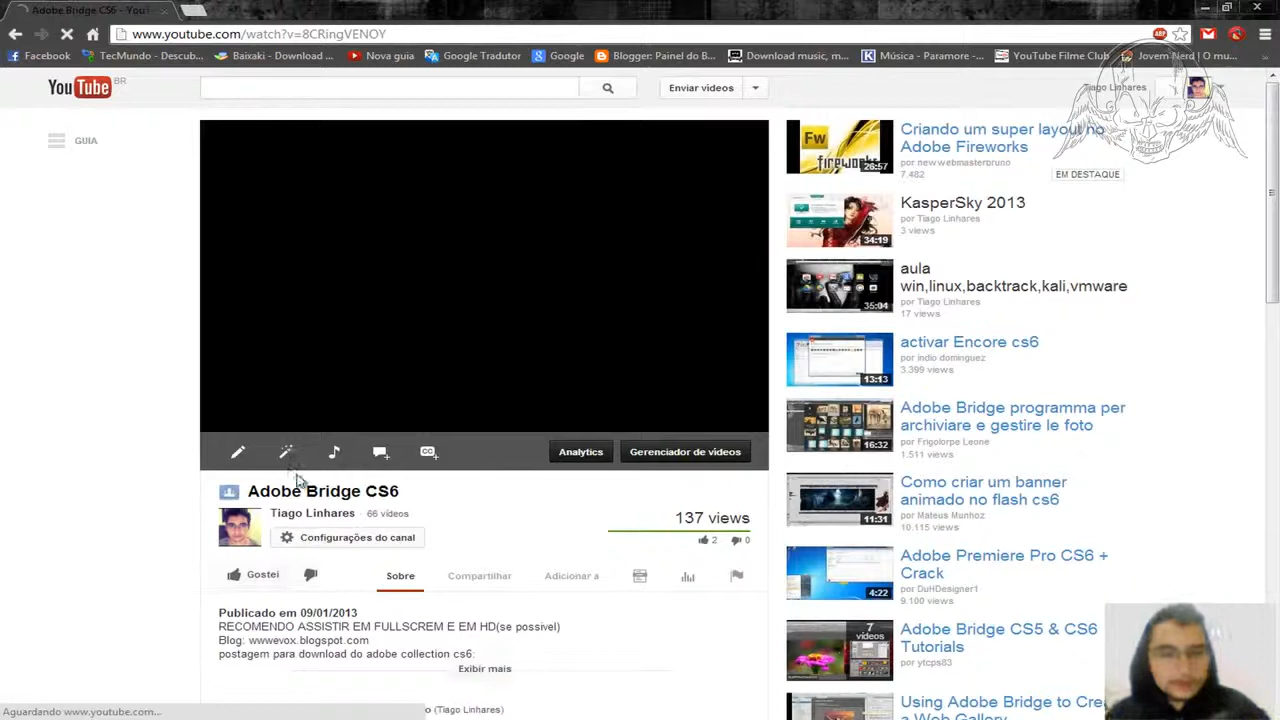 Adobe Bridge CS6 - You
www.youtube.com/watch?v=8CRingVENOY
Facebook
TecMundo - Descub...
Baixaki - Download ...
Nova guia
Google Tradutor
Google
Blogger: Painel do B...
Download music, m...
Música - Paramore -...
YouTube Filme Club
Jovem Nerd | O mu...
YouTube BR
Enviar vídeos
Tiago Linhares
GUIA
Criando um super layout no
Adobe Fireworks
por newwebmasterbruno
7.482
EM DESTAQUE
Fw
fireworks
26:57
KasperSky 2013
por Tiago Linhares
3 views
34:19
aula
win,linux,backtrack,kali,vmware
por Tiago Linhares
17 views
35:04
activar Encore cs6
por indio dominguez
3.399 views
13:13
Adobe Bridge programma per
archiviare e gestire le foto
por Frigolorpe Leone
1.511 views
16:32
Como criar um banner
animado no flash cs6
por Mateus Munhoz
10.115 views
11:31
Adobe Premiere Pro CS6 +
Crack
por DuHDesigner1
9.100 views
4:22
Adobe Bridge CS5 & CS6
Tutorials
por ytcps83
7
vídeos
Using Adobe Bridge to Crea
a Web Gallery
Analytics
Gerenciador de vídeos
Adobe Bridge CS6
Tiago Linhares · 66 vídeos
Configurações do canal
137 views
2
0
Gostei
Sobre
Compartilhar
Adicionar a
Publicado em 09/01/2013
RECOMENDO ASSISTIR EM FULLSCREM E EM HD(se possivel)
Blog: wwwevox.blogspot.com
postagem para download do adobe collection cs6:
Exibir mais
(Tiago Linhares)
Aguardando www.youtube.com...